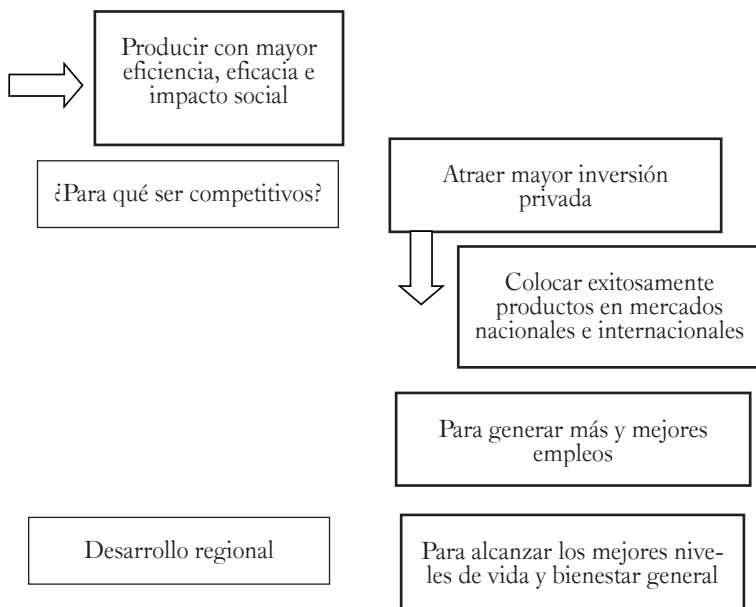 Producir con mayor
eficiencia, eficacia e
impacto social
¿Para qué ser competitivos?
Atraer mayor inversión
privada
Colocar exitosamente
productos en mercados
nacionales e internacionales
Para generar más y mejores
empleos
Desarrollo regional
Para alcanzar los mejores nive-
les de vida y bienestar general